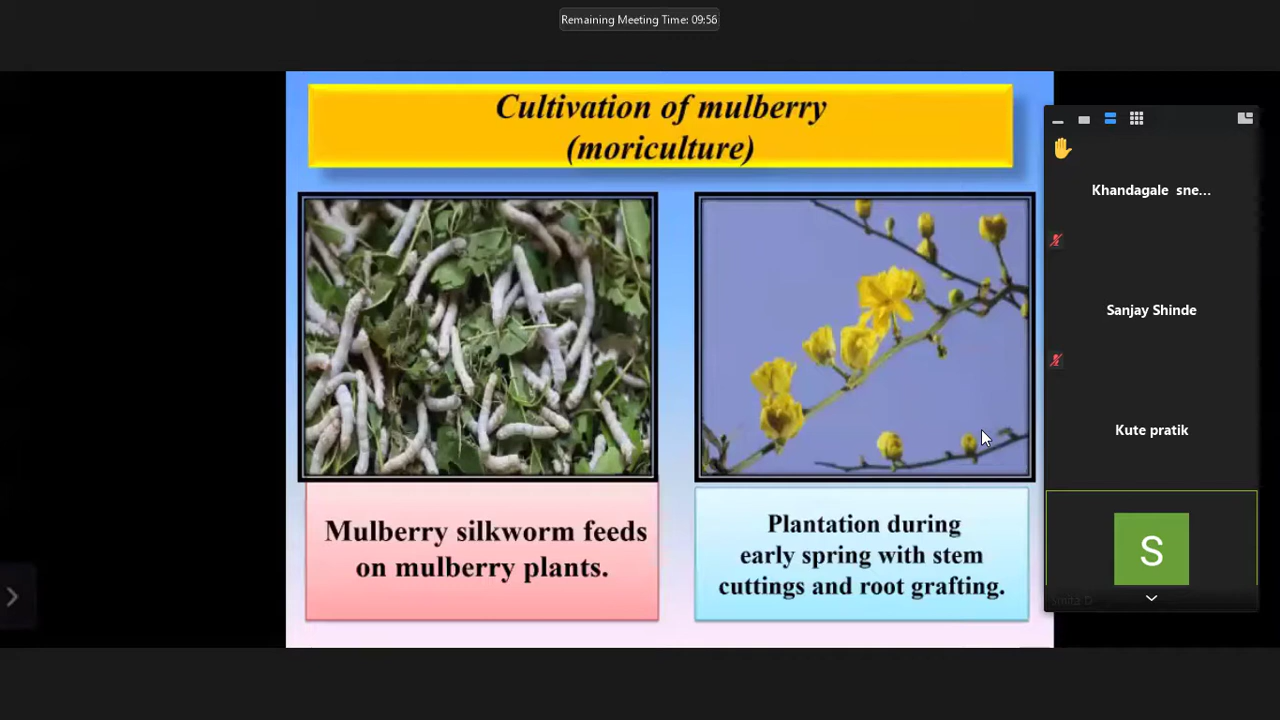 Remaining Meeting Time: 09:56
Cultivation of mulberry
(moriculture)
Mulberry silkworm feeds
on mulberry plants.
Plantation during
early spring with stem
cuttings and root grafting.
Khandagale sne...
Sanjay Shinde
Kute pratik
S